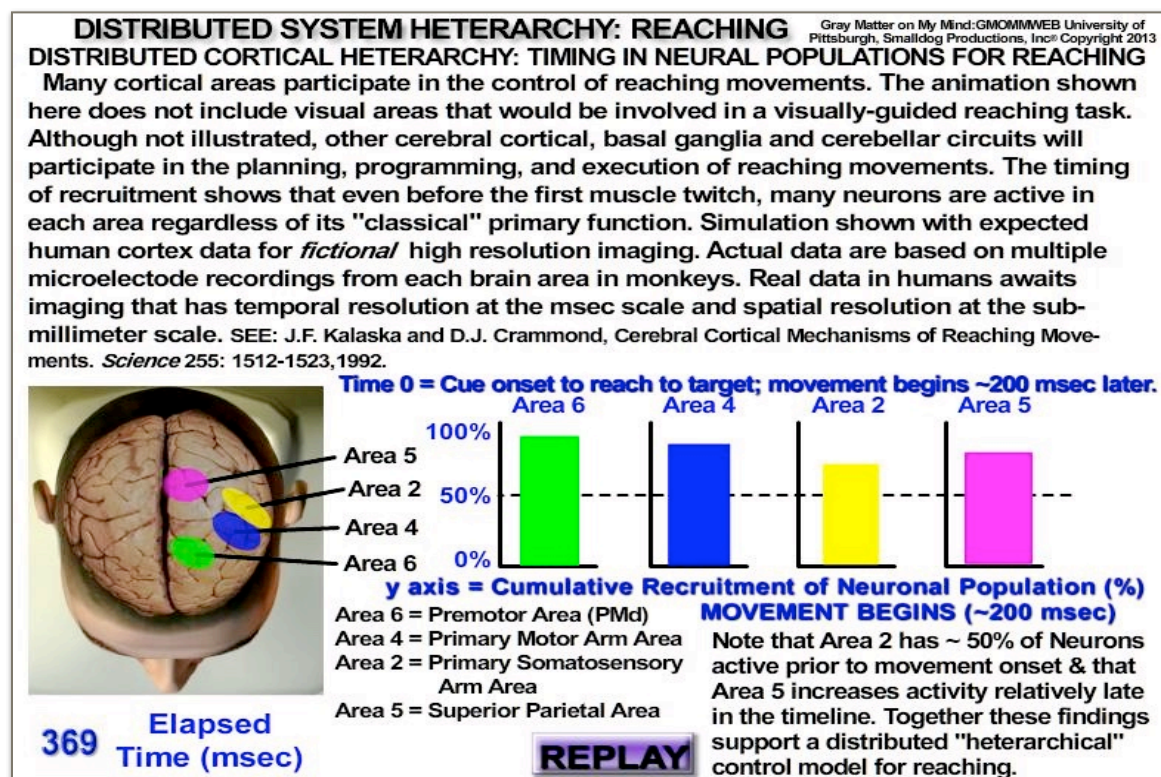 DISTRIBUTED SYSTEM HETERARCHY: REACHING
Gray Matter on My Mind:GMOMMWEB University of
Pittsburgh, Smalldog Productions, Inc® Copyright 2013
DISTRIBUTED CORTICAL HETERARCHY: TIMING IN NEURAL POPULATIONS FOR REACHING
Many cortical areas participate in the control of reaching movements. The animation shown
here does not include visual areas that would be involved in a visually-guided reaching task.
Although not illustrated, other cerebral cortical, basal ganglia and cerebellar circuits will
participate in the planning, programming, and execution of reaching movements. The timing
of recruitment shows that even before the first muscle twitch, many neurons are active in
each area regardless of its "classical" primary function. Simulation shown with expected
human cortex data for fictional high resolution imaging. Actual data are based on multiple
microelectode recordings from each brain area in monkeys. Real data in humans awaits
imaging that has temporal resolution at the msec scale and spatial resolution at the sub-
millimeter scale. SEE: J.F. Kalaska and D.J. Crammond, Cerebral Cortical Mechanisms of Reaching Move-
ments. Science 255: 1512-1523,1992.
Time 0 = Cue onset to reach to target; movement begins ~200 msec later.
Area 6 Area 4 Area 2 Area 5
100%
50%
0%
Area 5
Area 2
Area 4
Area 6
y axis = Cumulative Recruitment of Neuronal Population (%)
Area 6 = Premotor Area (PMd)
Area 4 = Primary Motor Arm Area
Area 2 = Primary Somatosensory
Arm Area
Area 5 = Superior Parietal Area
MOVEMENT BEGINS (~200 msec)
Note that Area 2 has ~ 50% of Neurons
active prior to movement onset & that
Area 5 increases activity relatively late
in the timeline. Together these findings
support a distributed "heterarchical"
control model for reaching.
369 Elapsed
Time (msec)
REPLAY